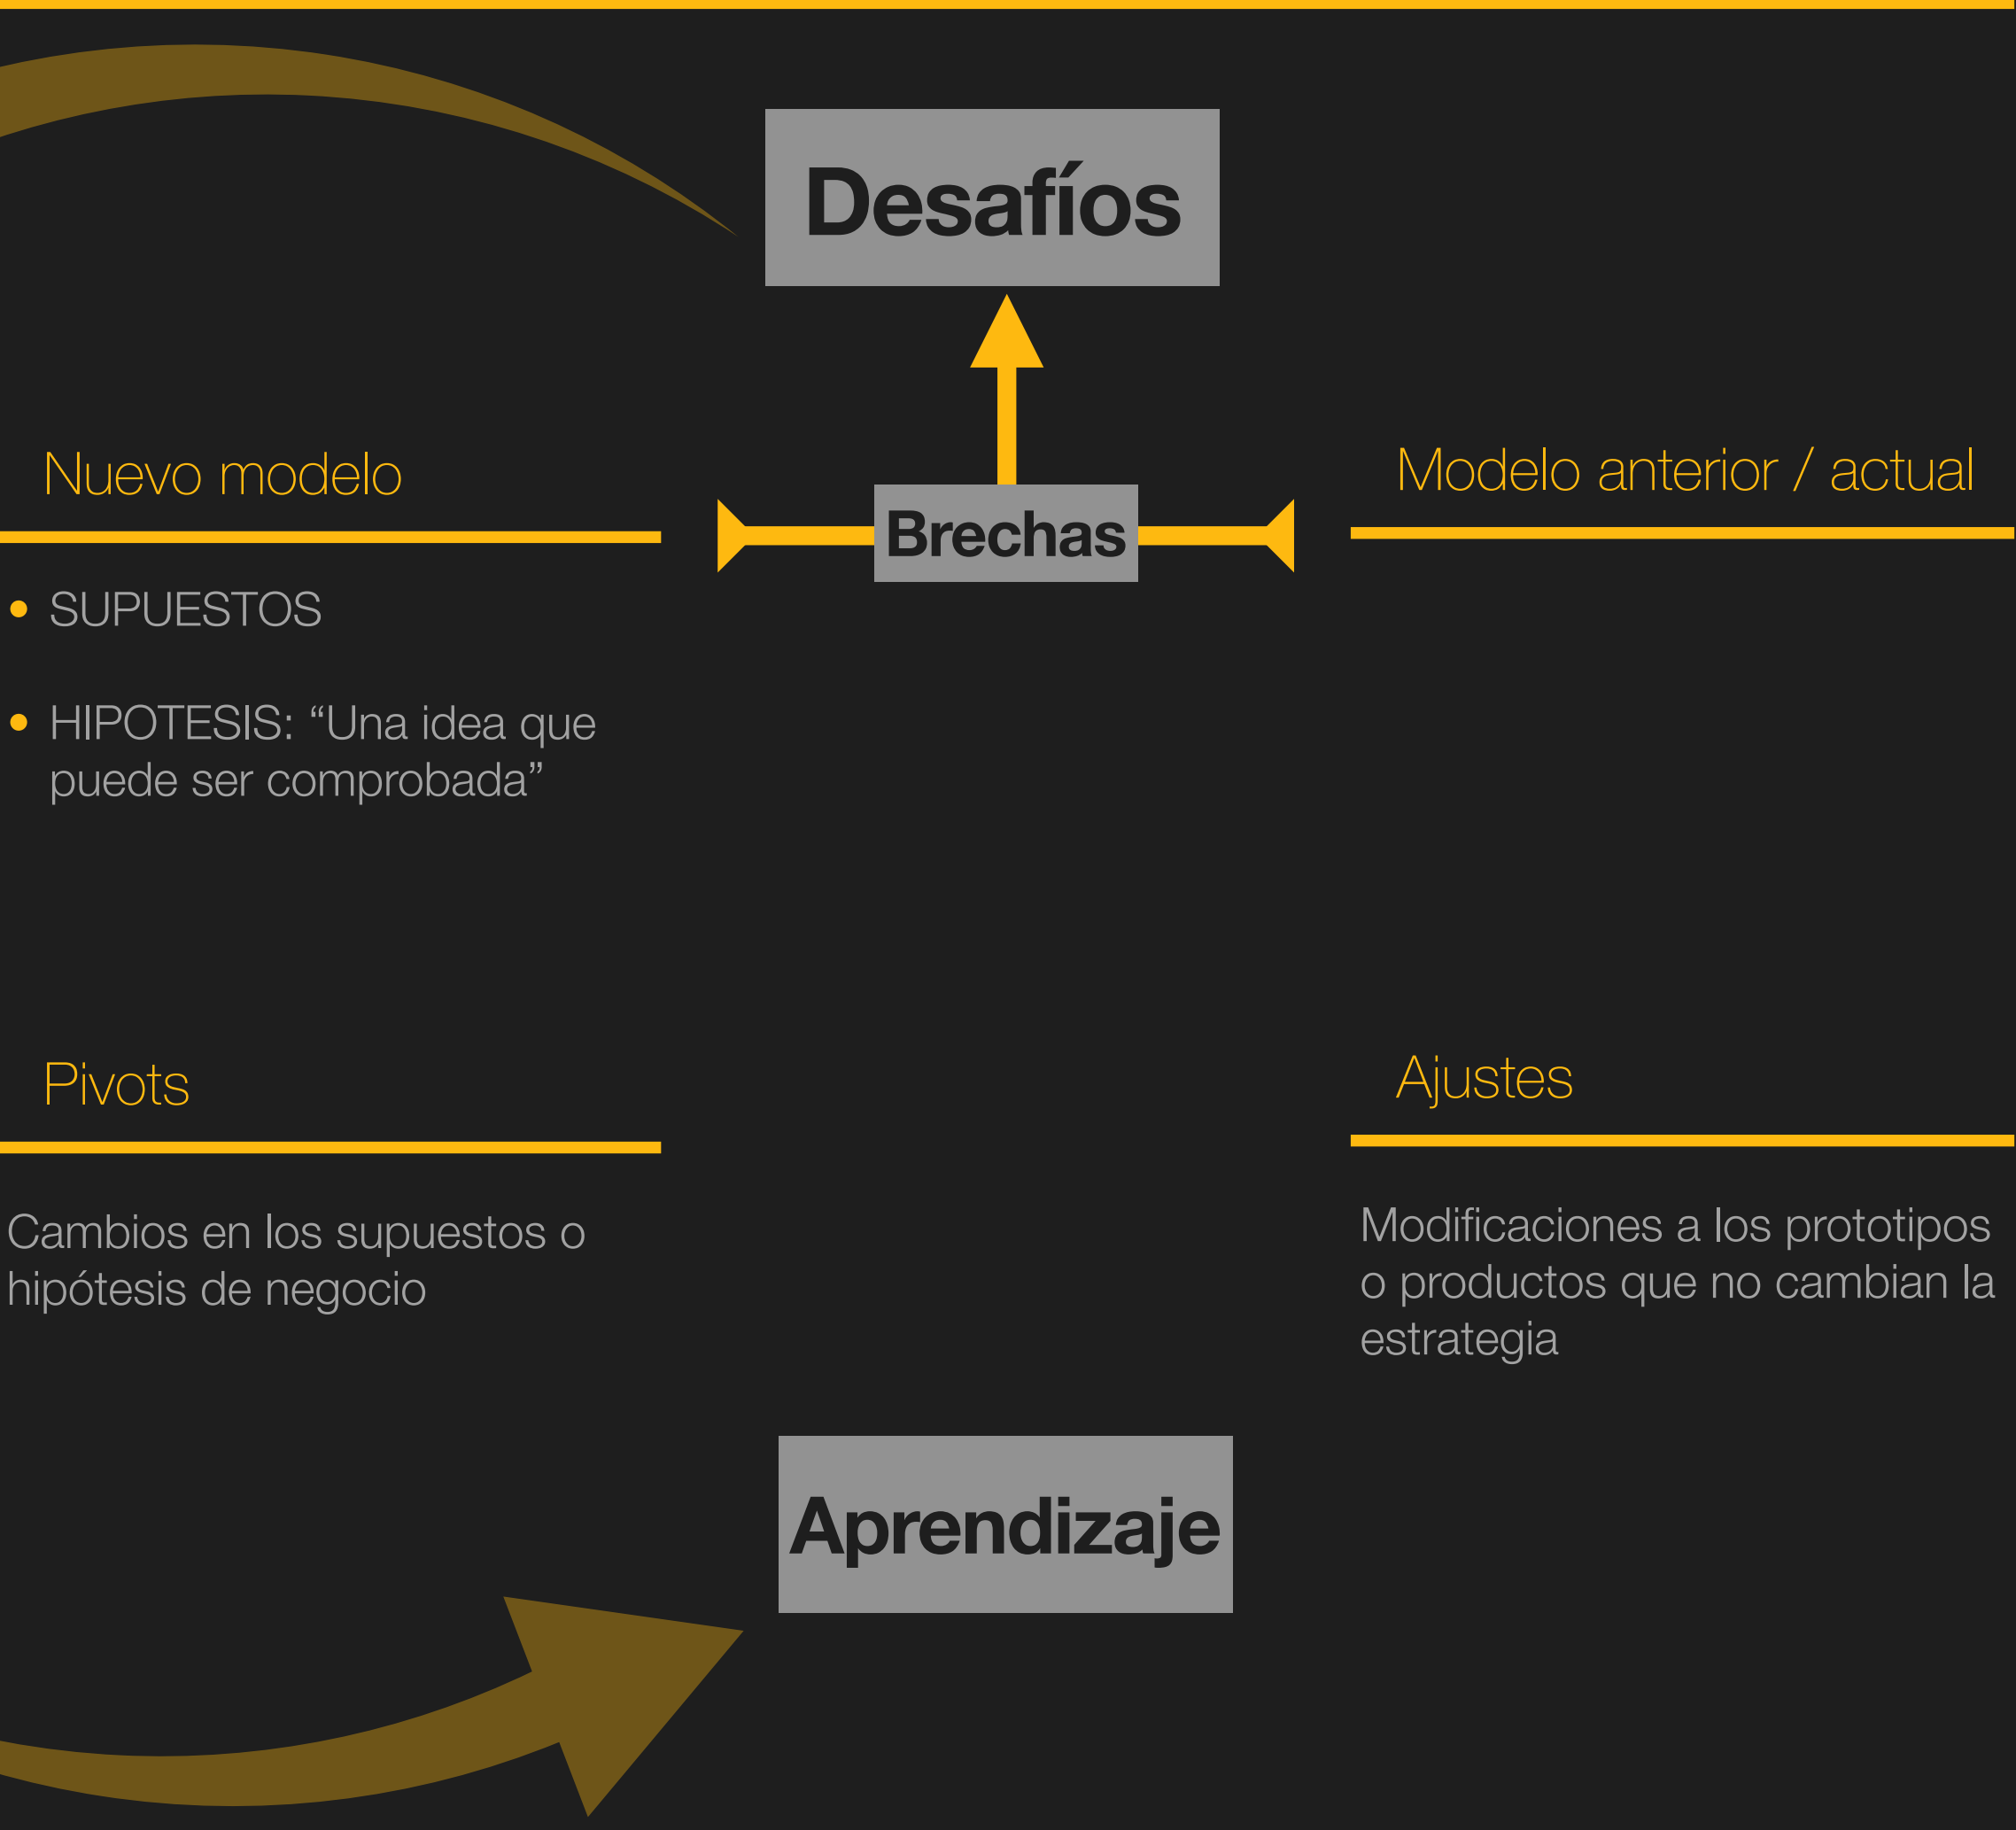 Desafíos
Nuevo modelo
Brechas
Modelo anterior / actual
• SUPUESTOS
• HIPOTESIS: “Una idea que
puede ser comprobada”
Pivots
Cambios en los supuestos o
hipótesis de negocio
Ajustes
Modificaciones a los prototipos
o productos que no cambian la
estrategia
Aprendizaje